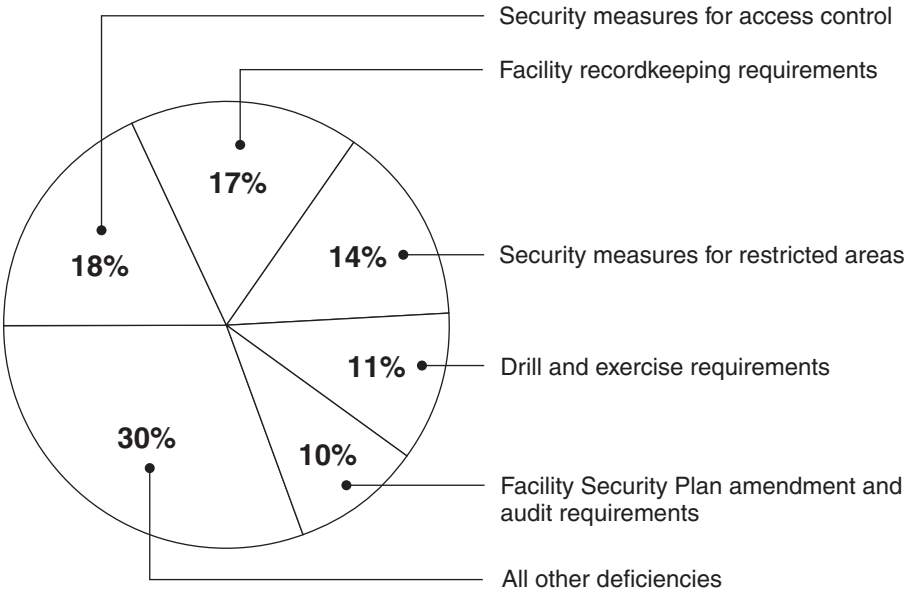 Security measures for access control
Facility recordkeeping requirements
17%
14%
Security measures for restricted areas
18%
11%
Drill and exercise requirements
30%
10%
Facility Security Plan amendment and
audit requirements
All other deficiencies